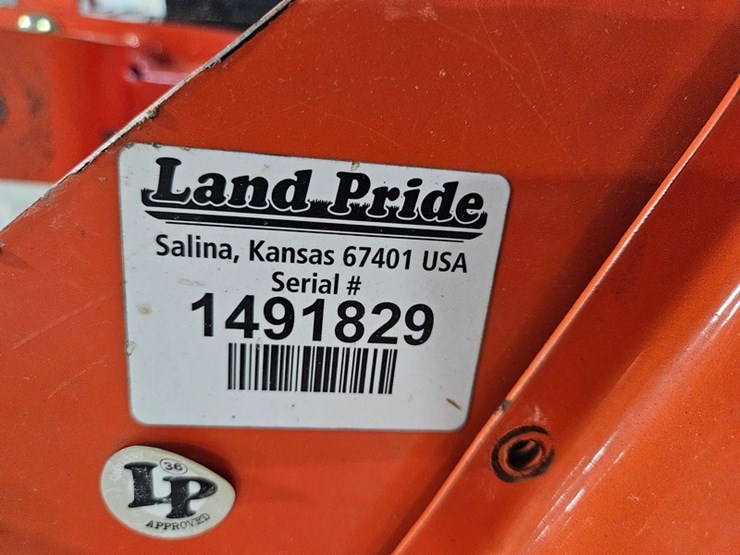 Land Pride
Salina, Kansas 67401 USA
Serial #
1491829
36
LP
APPROVED